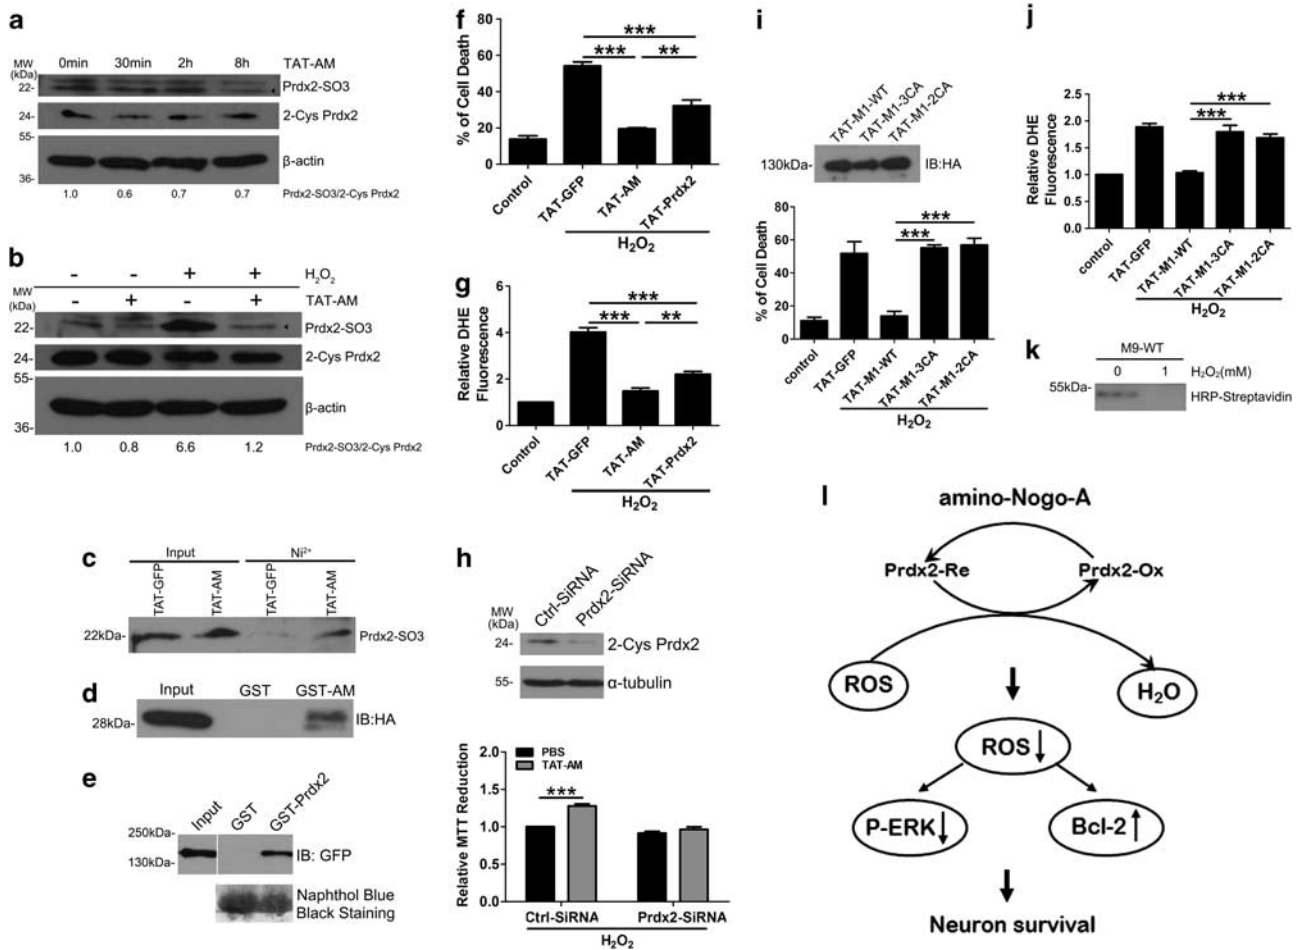 a
MW
(kDa)
0min 30min 2h 8h TAT-AM
22- Prdx2-SO3
24- 2-Cys Prdx2
55-
β-actin
36-
1.0 0.6 0.7 0.7 Prdx2-SO3/2-Cys Prdx2
b
- - + + H₂O₂
MW
(kDa)
- + - + TAT-AM
22- Prdx2-SO3
24- 2-Cys Prdx2
55-
β-actin
36-
1.0 0.8 6.6 1.2 Prdx2-SO3/2-Cys Prdx2
c
Input Ni²⁺
TAT-GFP TAT-AM TAT-GFP TAT-AM
22kDa- Prdx2-SO3
d
Input GST GST-AM
28kDa- IB:HA
e
Input GST GST-Prdx2
250kDa-
130kDa- IB: GFP
Naphthol Blue
Black Staining
f
% of Cell Death
80
60
40
20
0
***
*** **
Control TAT-GFP TAT-AM TAT-Prdx2
H₂O₂
g
Relative DHE
Fluorescence
6
4
2
0
***
*** **
Control TAT-GFP TAT-AM TAT-Prdx2
H₂O₂
h
Ctrl-SiRNA Prdx2-SiRNA
MW
(kDa)
24- 2-Cys Prdx2
55- α-tubulin
Relative MTT Reduction
2.0
1.5
1.0
0.5
0.0
PBS
TAT-AM
***
Ctrl-SiRNA Prdx2-SiRNA
H₂O₂
i
TAT-M1-WT TAT-M1-3CA TAT-M1-2CA
130kDa- IB:HA
% of Cell Death
80
60
40
20
0
***
***
control TAT-GFP TAT-M1-WT TAT-M1-3CA TAT-M1-2CA
H₂O₂
j
Relative DHE
Fluorescence
2.5
2.0
1.5
1.0
0.5
0.0
***
***
control TAT-GFP TAT-M1-WT TAT-M1-3CA TAT-M1-2CA
H₂O₂
k
M9-WT
0 1 H₂O₂(mM)
55kDa- HRP-Streptavidin
l
amino-Nogo-A
Prdx2-Re Prdx2-Ox
ROS H₂O
ROS↓
P-ERK↓ Bcl-2↑
Neuron survival